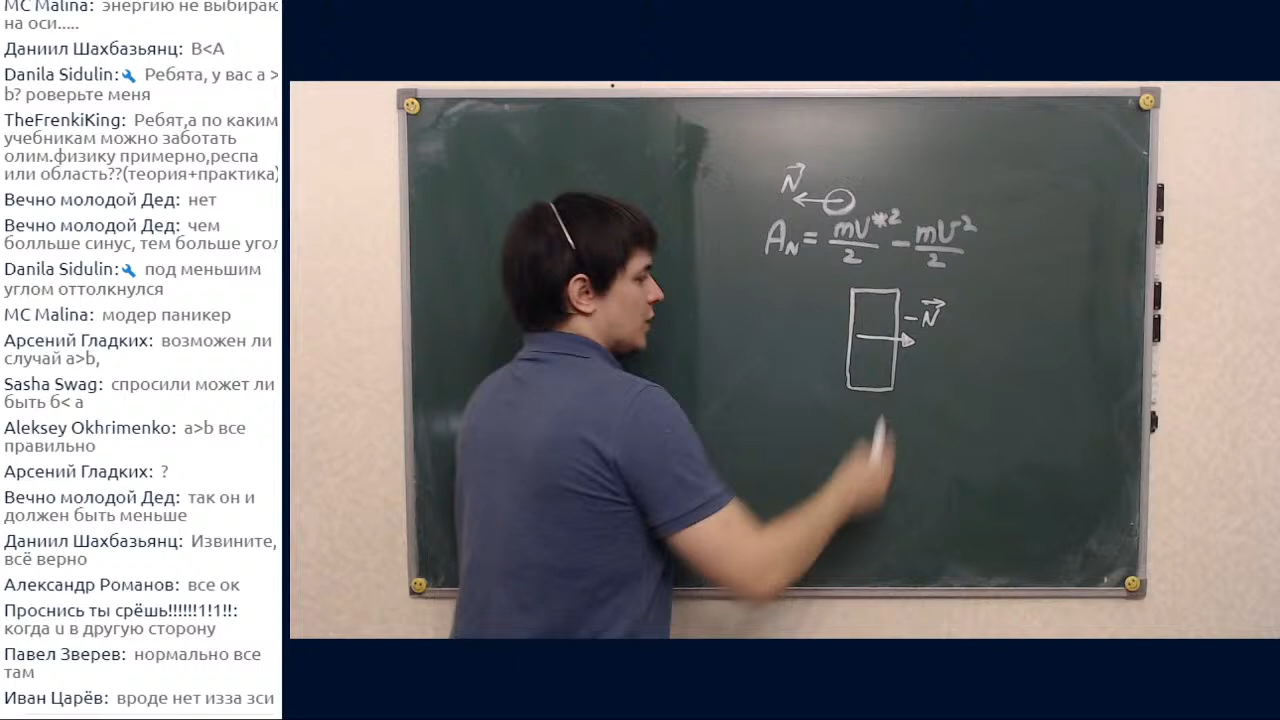 MC Malina: энергию не выбирак
на оси.....
Даниил Шахбазьянц: B<A
Danila Sidulin: Ребята, у вас a >
b? роверьте меня
TheFrenkiKing: Ребят,а по каким
учебникам можно заботать
олим.физику примерно,респа
или область??(теория+практика)
Вечно молодой Дед: нет
Вечно молодой Дед: чем
болльше синус, тем больше угол
Danila Sidulin: под меньшим
углом оттолкнулся
MC Malina: модер паникер
Арсений Гладких: возможен ли
случай a>b,
Sasha Swag: спросили может ли
быть б< а
Aleksey Okhrimenko: a>b все
правильно
Арсений Гладких: ?
Вечно молодой Дед: так он и
должен быть меньше
Даниил Шахбазьянц: Извините,
всё верно
Александр Романов: все ок
Проснись ты срёшь!!!!!!1!1!!:
когда u в другую сторону
Павел Зверев: нормально все
там
Иван Царёв: вроде нет изза зси
N⃗
A_N = mU*²/2 − mU²/2
−N⃗